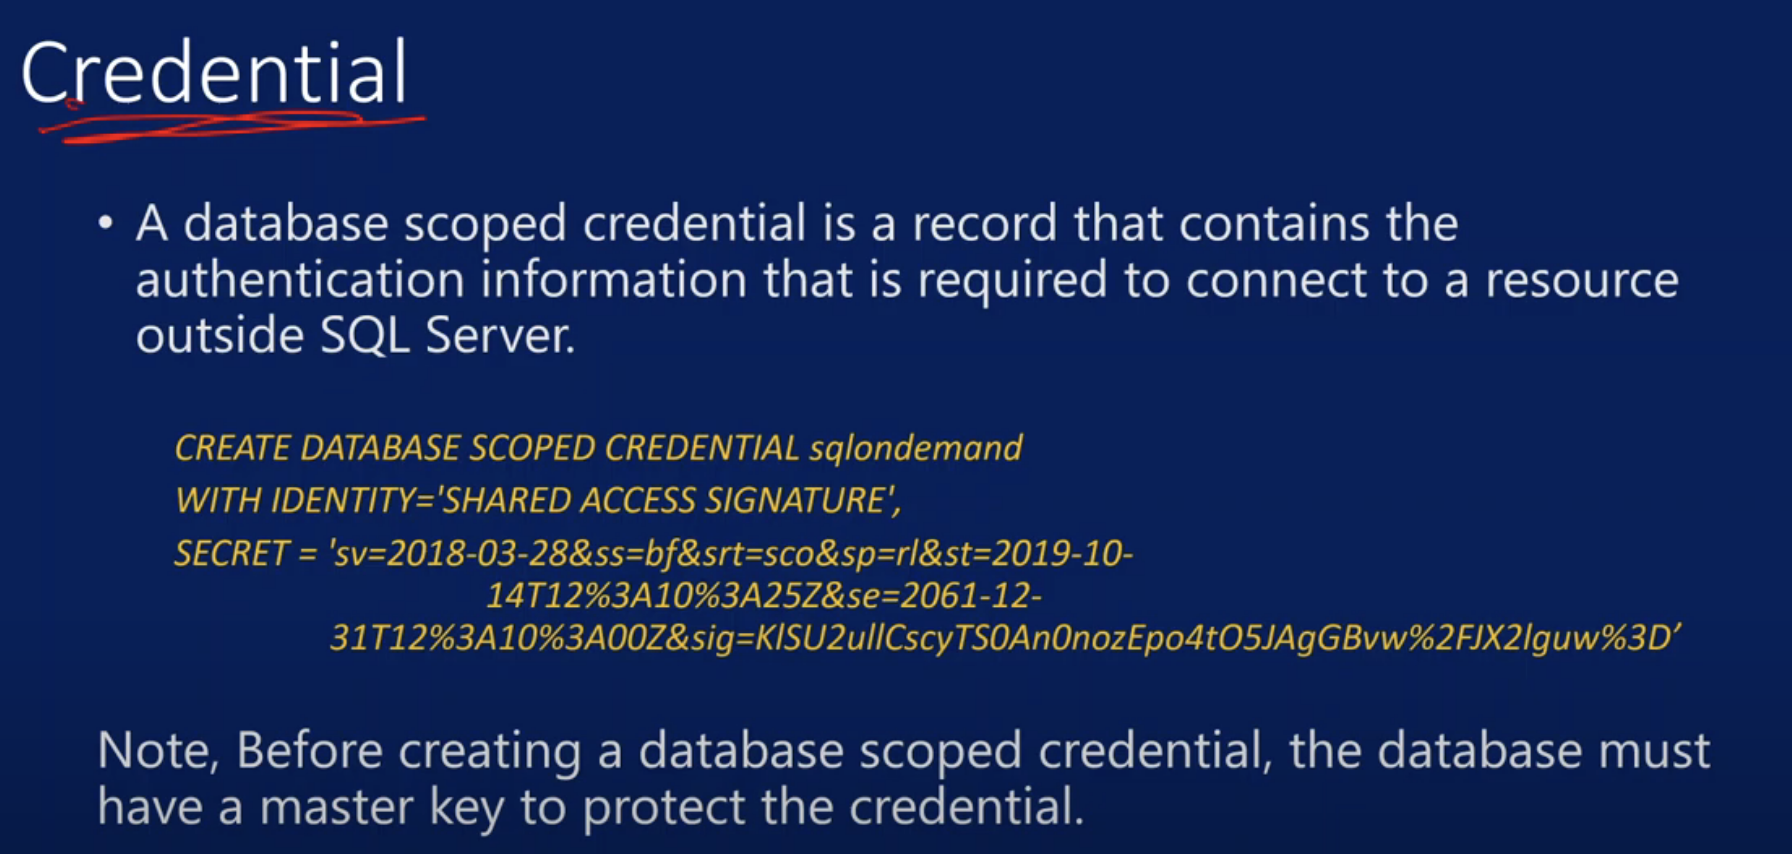 Credential
• A database scoped credential is a record that contains the
authentication information that is required to connect to a resource
outside SQL Server.
CREATE DATABASE SCOPED CREDENTIAL sqlondemand
WITH IDENTITY='SHARED ACCESS SIGNATURE',
SECRET = 'sv=2018-03-28&ss=bf&srt=sco&sp=rl&st=2019-10-
14T12%3A10%3A25Z&se=2061-12-
31T12%3A10%3A00Z&sig=KlSU2ullCscyTS0An0nozEpo4tO5JAgGBvw%2FJX2lguw%3D’
Note, Before creating a database scoped credential, the database must
have a master key to protect the credential.